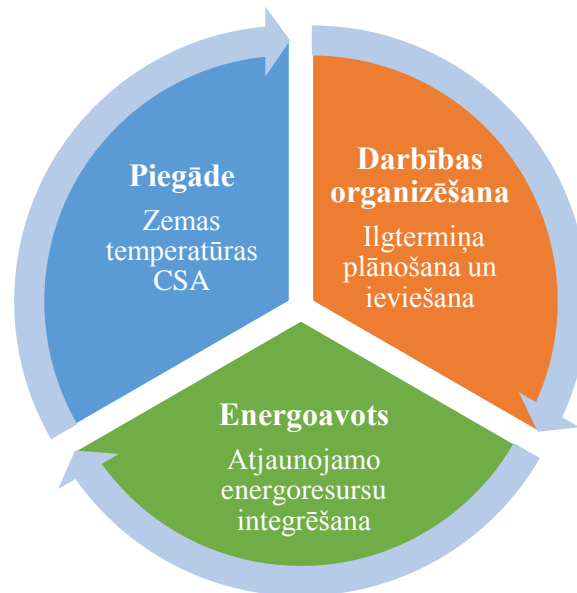 Piegāde
Zemas
temperatūras
CSA
Darbības
organizēšana
Ilgtermiņa
plānošana un
ieviešana
Energoavots
Atjaunojamo
energoresursu
integrēšana